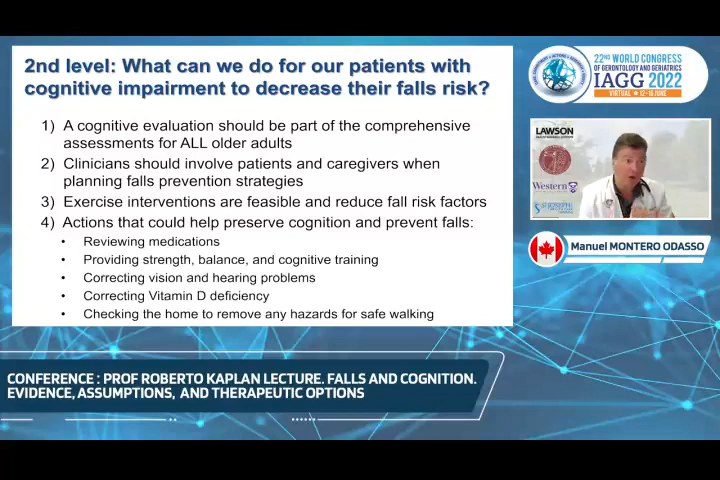 2nd level: What can we do for our patients with
cognitive impairment to decrease their falls risk?
1) A cognitive evaluation should be part of the comprehensive
assessments for ALL older adults
2) Clinicians should involve patients and caregivers when
planning falls prevention strategies
3) Exercise interventions are feasible and reduce fall risk factors
4) Actions that could help preserve cognition and prevent falls:
• Reviewing medications
• Providing strength, balance, and cognitive training
• Correcting vision and hearing problems
• Correcting Vitamin D deficiency
• Checking the home to remove any hazards for safe walking
22ND WORLD CONGRESS
OF GERONTOLOGY AND GERIATRICS
IAGG 2022
VIRTUAL • 12-16 JUNE
LAWSON
Western
Manuel MONTERO ODASSO
CONFERENCE : PROF ROBERTO KAPLAN LECTURE. FALLS AND COGNITION.
EVIDENCE, ASSUMPTIONS, AND THERAPEUTIC OPTIONS